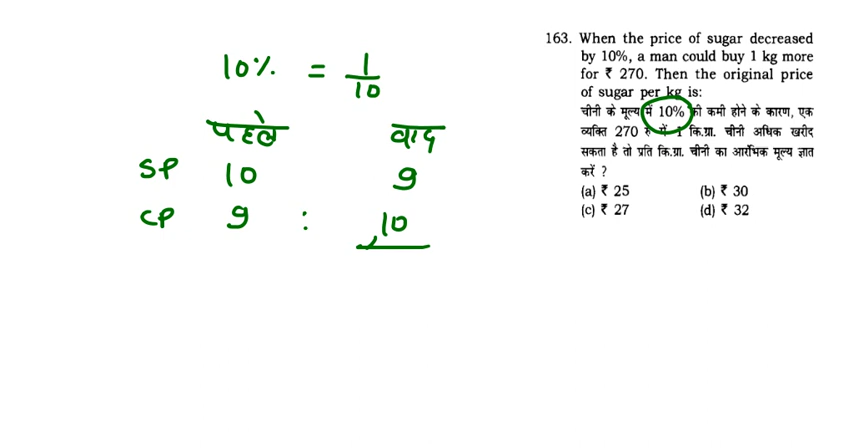 10% = 1/10
पहले बाद
SP 10 9
CP 9 : 10
163. When the price of sugar decreased
by 10%, a man could buy 1 kg more
for ₹ 270. Then the original price
of sugar per kg is:
चीनी के मूल्य में 10% की कमी होने के कारण, एक
व्यक्ति 270 रु में 1 कि.ग्रा. चीनी अधिक खरीद
सकता है तो प्रति कि.ग्रा. चीनी का आरंभिक मूल्य ज्ञात
करें ?
(a) ₹ 25 (b) ₹ 30
(c) ₹ 27 (d) ₹ 32